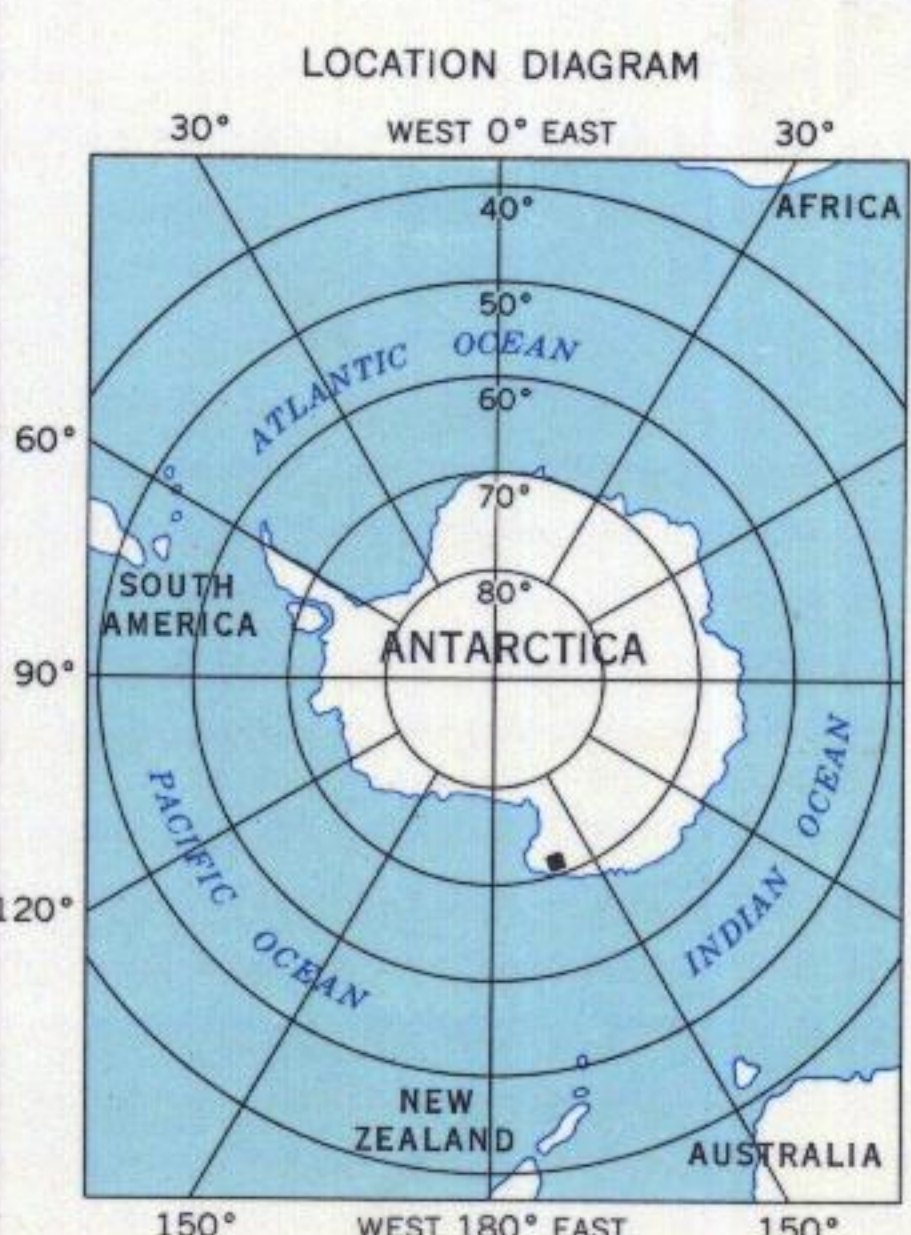 LOCATION DIAGRAM
30° WEST 0° EAST 30°
AFRICA
40°
50°
ATLANTIC OCEAN
60°
60°
70°
80°
SOUTH
AMERICA
ANTARCTICA
90°
PACIFIC OCEAN
INDIAN OCEAN
120°
NEW
ZEALAND
AUSTRALIA
150° WEST 180° EAST 150°